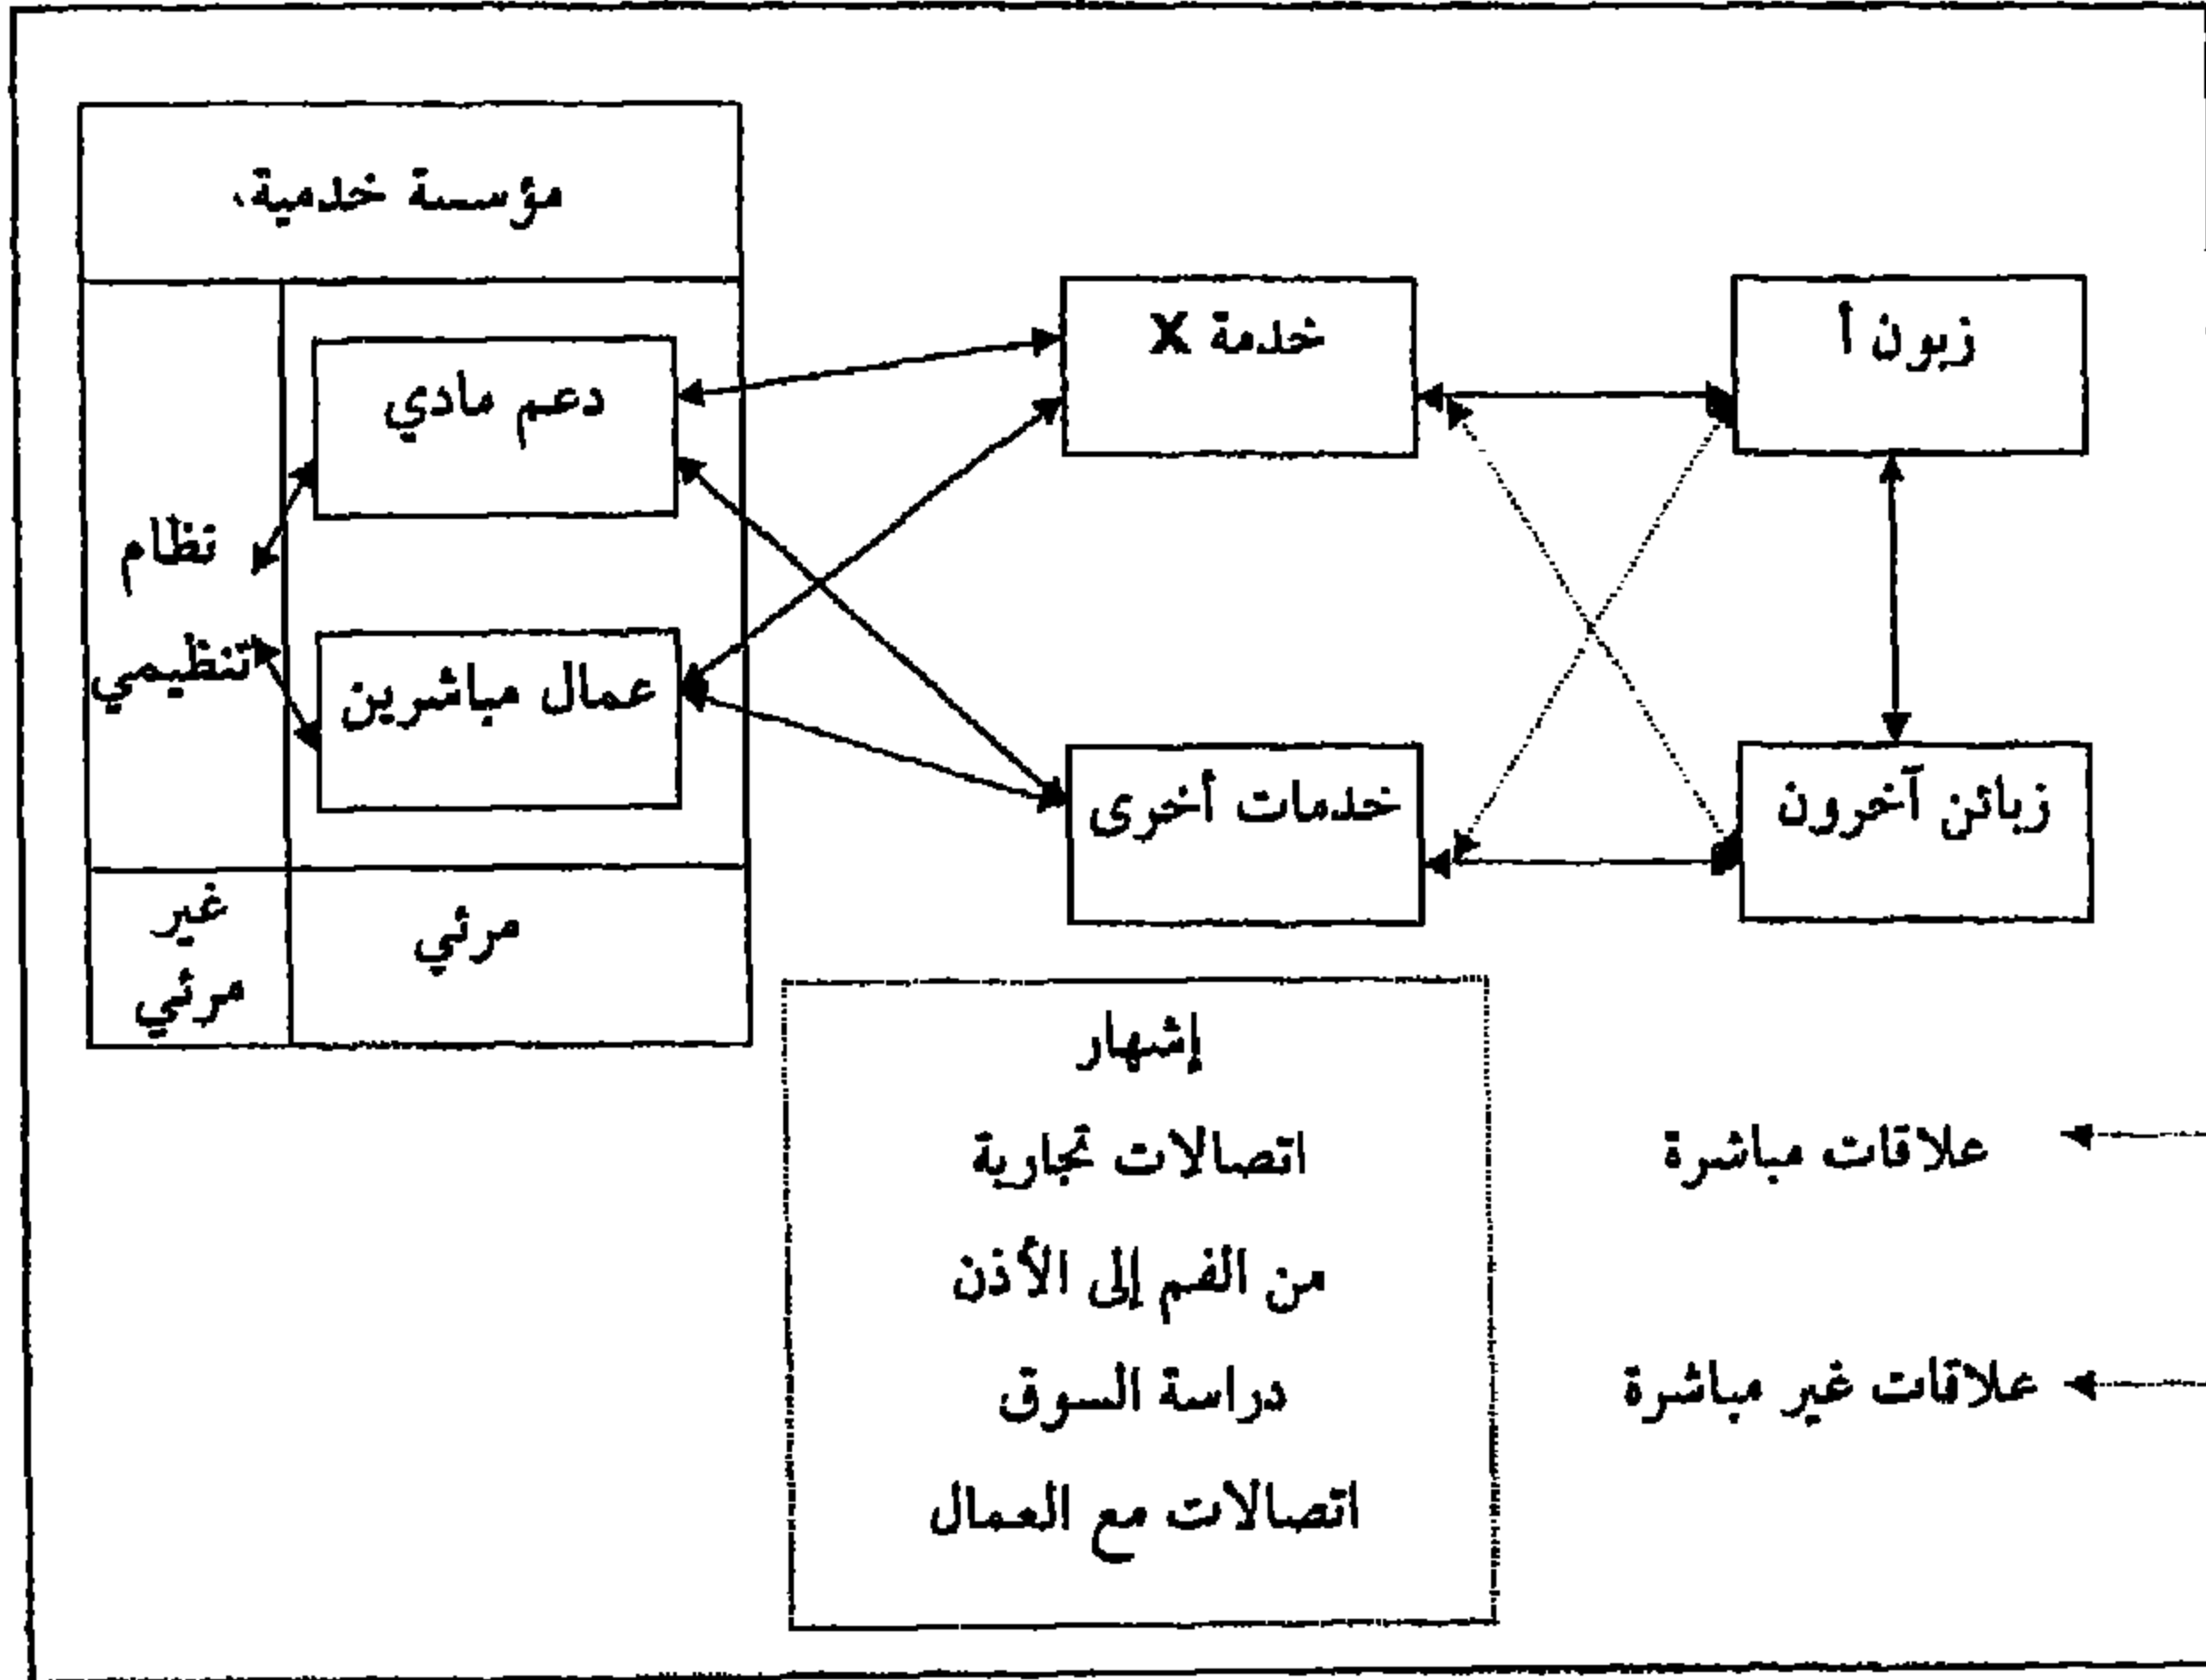 مؤسسة خدمية.
زبون أ
خدمة X
دعم مادي
نظام
تنظيمي
عمال مباشرين
زبائن آخرون
خدمات أخرى
مرئي
غير
مرئي
إشهار
اتصالات تجارية
من الفم إلى الأذن
دراسة السوق
اتصالات مع العمال
علاقات مباشرة
علاقات غير مباشرة